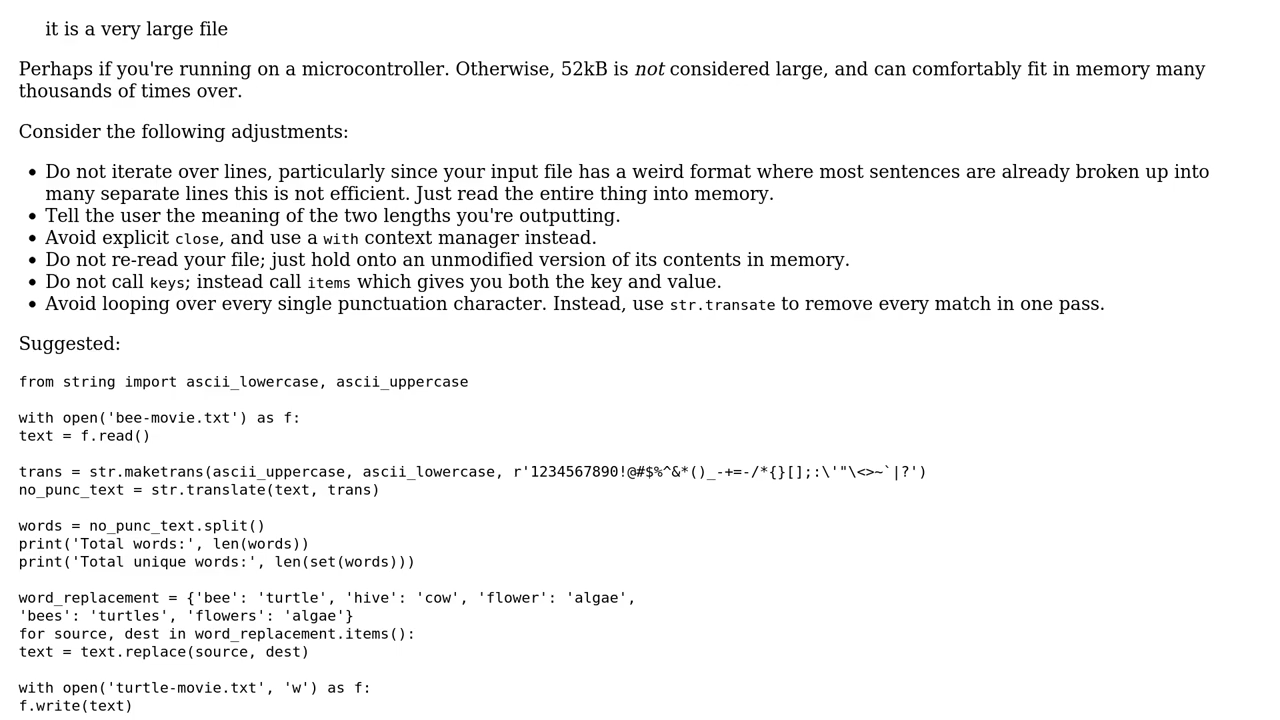 it is a very large file
Perhaps if you're running on a microcontroller. Otherwise, 52kB is not considered large, and can comfortably fit in memory many
thousands of times over.
Consider the following adjustments:
• Do not iterate over lines, particularly since your input file has a weird format where most sentences are already broken up into
many separate lines this is not efficient. Just read the entire thing into memory.
• Tell the user the meaning of the two lengths you're outputting.
• Avoid explicit close, and use a with context manager instead.
• Do not re-read your file; just hold onto an unmodified version of its contents in memory.
• Do not call keys; instead call items which gives you both the key and value.
• Avoid looping over every single punctuation character. Instead, use str.transate to remove every match in one pass.
Suggested:
from string import ascii_lowercase, ascii_uppercase
with open('bee-movie.txt') as f:
text = f.read()
trans = str.maketrans(ascii_uppercase, ascii_lowercase, r'1234567890!@#$%^&*()_-+=-/*{}[];:\'"\<>~`|?')
no_punc_text = str.translate(text, trans)
words = no_punc_text.split()
print('Total words:', len(words))
print('Total unique words:', len(set(words)))
word_replacement = {'bee': 'turtle', 'hive': 'cow', 'flower': 'algae',
'bees': 'turtles', 'flowers': 'algae'}
for source, dest in word_replacement.items():
text = text.replace(source, dest)
with open('turtle-movie.txt', 'w') as f:
f.write(text)